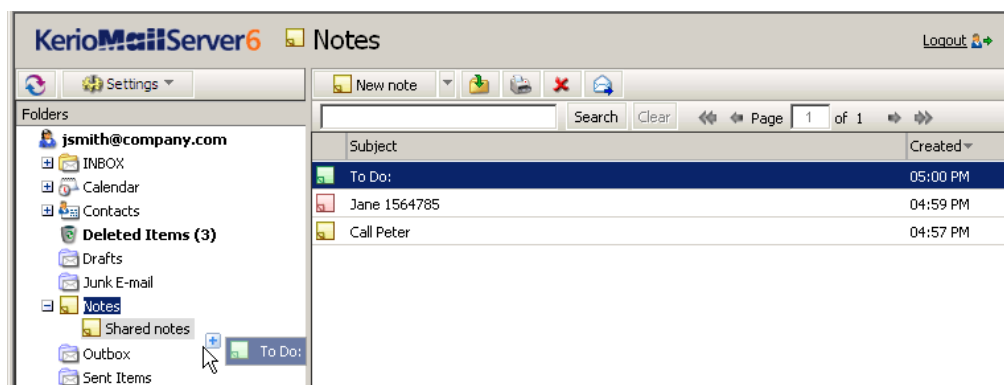 KerioMailServer6 Notes Logout
Settings New note
Folders Search Clear Page 1 of 1
jsmith@company.com Subject Created
INBOX To Do: 05:00 PM
Calendar Jane 1564785 04:59 PM
Contacts Call Peter 04:57 PM
Deleted Items (3)
Drafts
Junk E-mail
Notes
Shared notes
Outbox To Do:
Sent Items